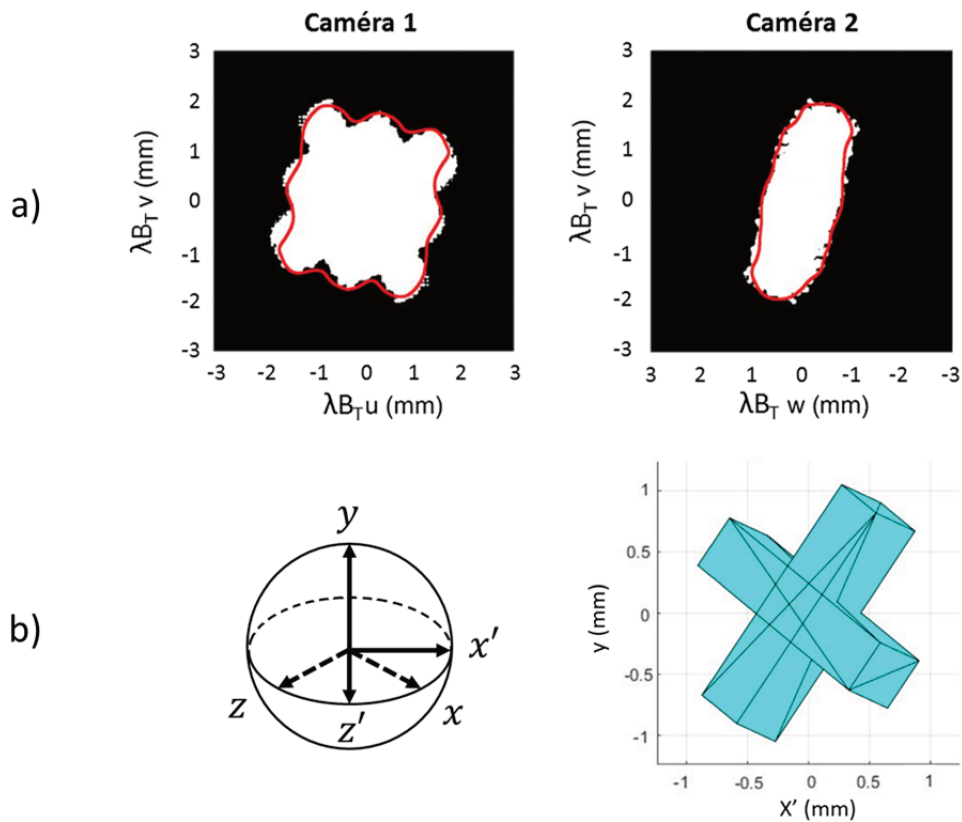 Caméra 1
Caméra 2
a)
3
2
1
0
-1
-2
-3
λB_T v (mm)
-3 -2 -1 0 1 2 3
λB_T u (mm)
3
2
1
0
-1
-2
-3
λB_T v (mm)
3 2 1 0 -1 -2 -3
λB_T w (mm)
b)
y
x′
z
z′
x
1
0.5
0
-0.5
-1
y (mm)
-1 -0.5 0 0.5 1
X' (mm)